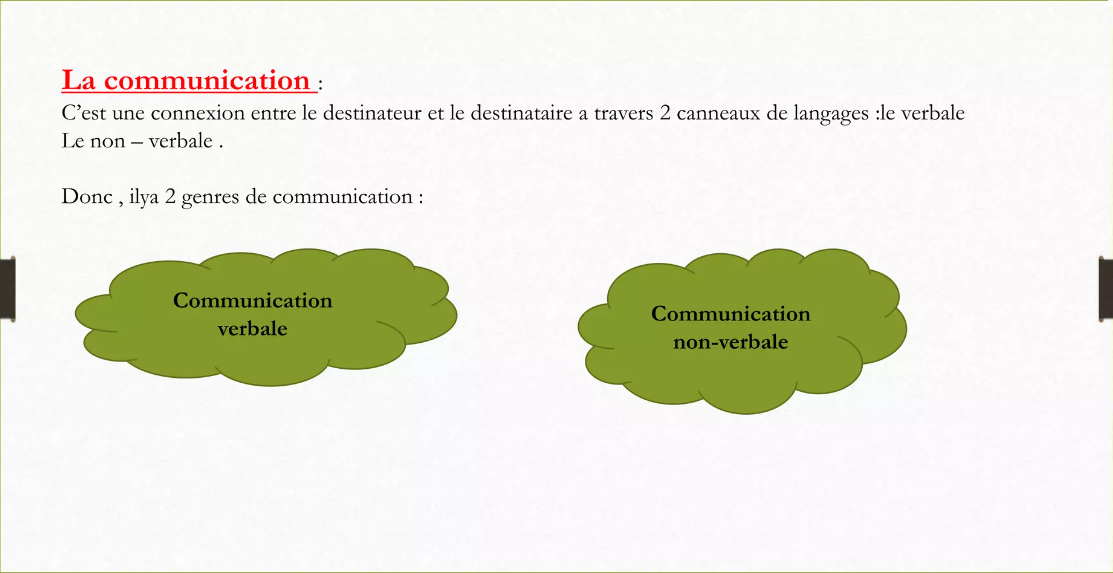 La communication :
C’est une connexion entre le destinateur et le destinataire a travers 2 canneaux de langages :le verbale
Le non – verbale .
Donc , ilya 2 genres de communication :
Communication
verbale
Communication
non-verbale